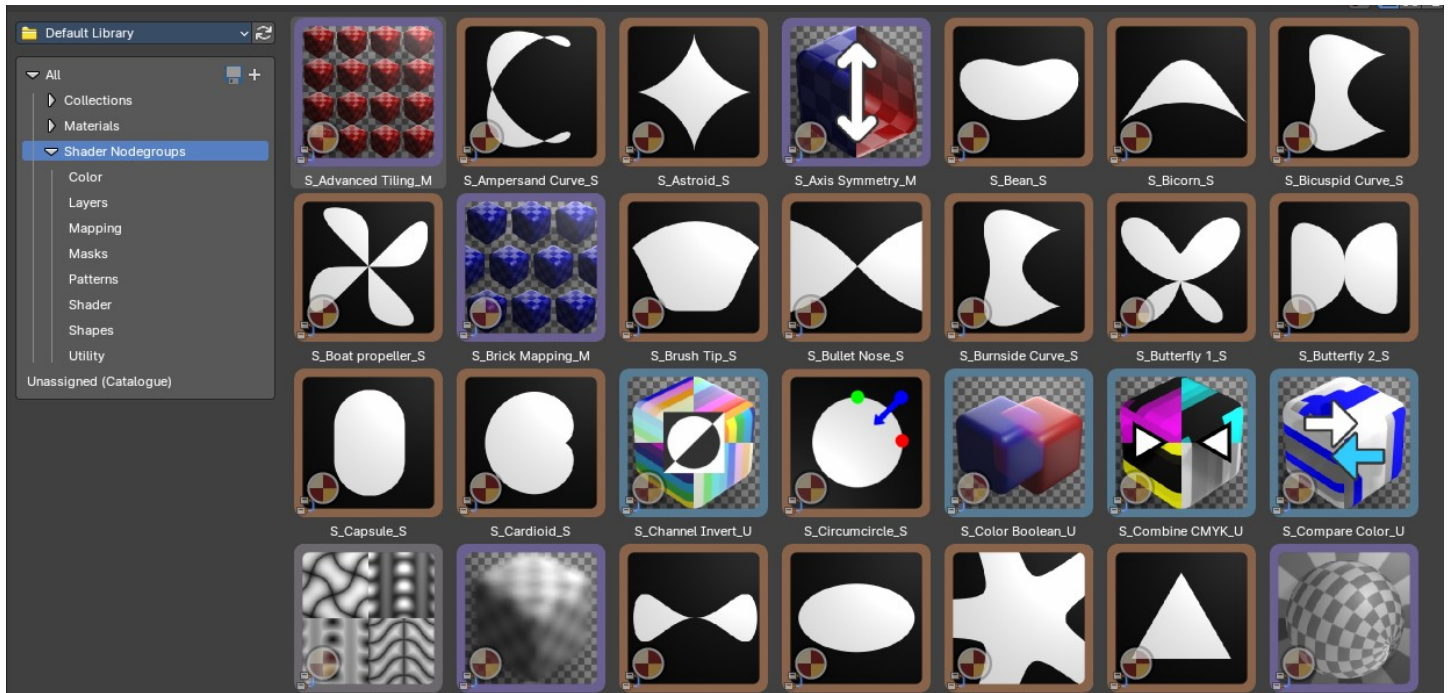 Default Library
All
Collections
Materials
Shader Nodegroups
Color
Layers
Mapping
Masks
Patterns
Shader
Shapes
Utility
Unassigned (Catalogue)
S_Advanced Tiling_M
S_Ampersand Curve_S
S_Astroid_S
S_Axis Symmetry_M
S_Bean_S
S_Bicorn_S
S_Bicuspid Curve_S
S_Boat propeller_S
S_Brick Mapping_M
S_Brush Tip_S
S_Bullet Nose_S
S_Burnside Curve_S
S_Butterfly 1_S
S_Butterfly 2_S
S_Capsule_S
S_Cardioid_S
S_Channel Invert_U
S_Circumcircle_S
S_Color Boolean_U
S_Combine CMYK_U
S_Compare Color_U